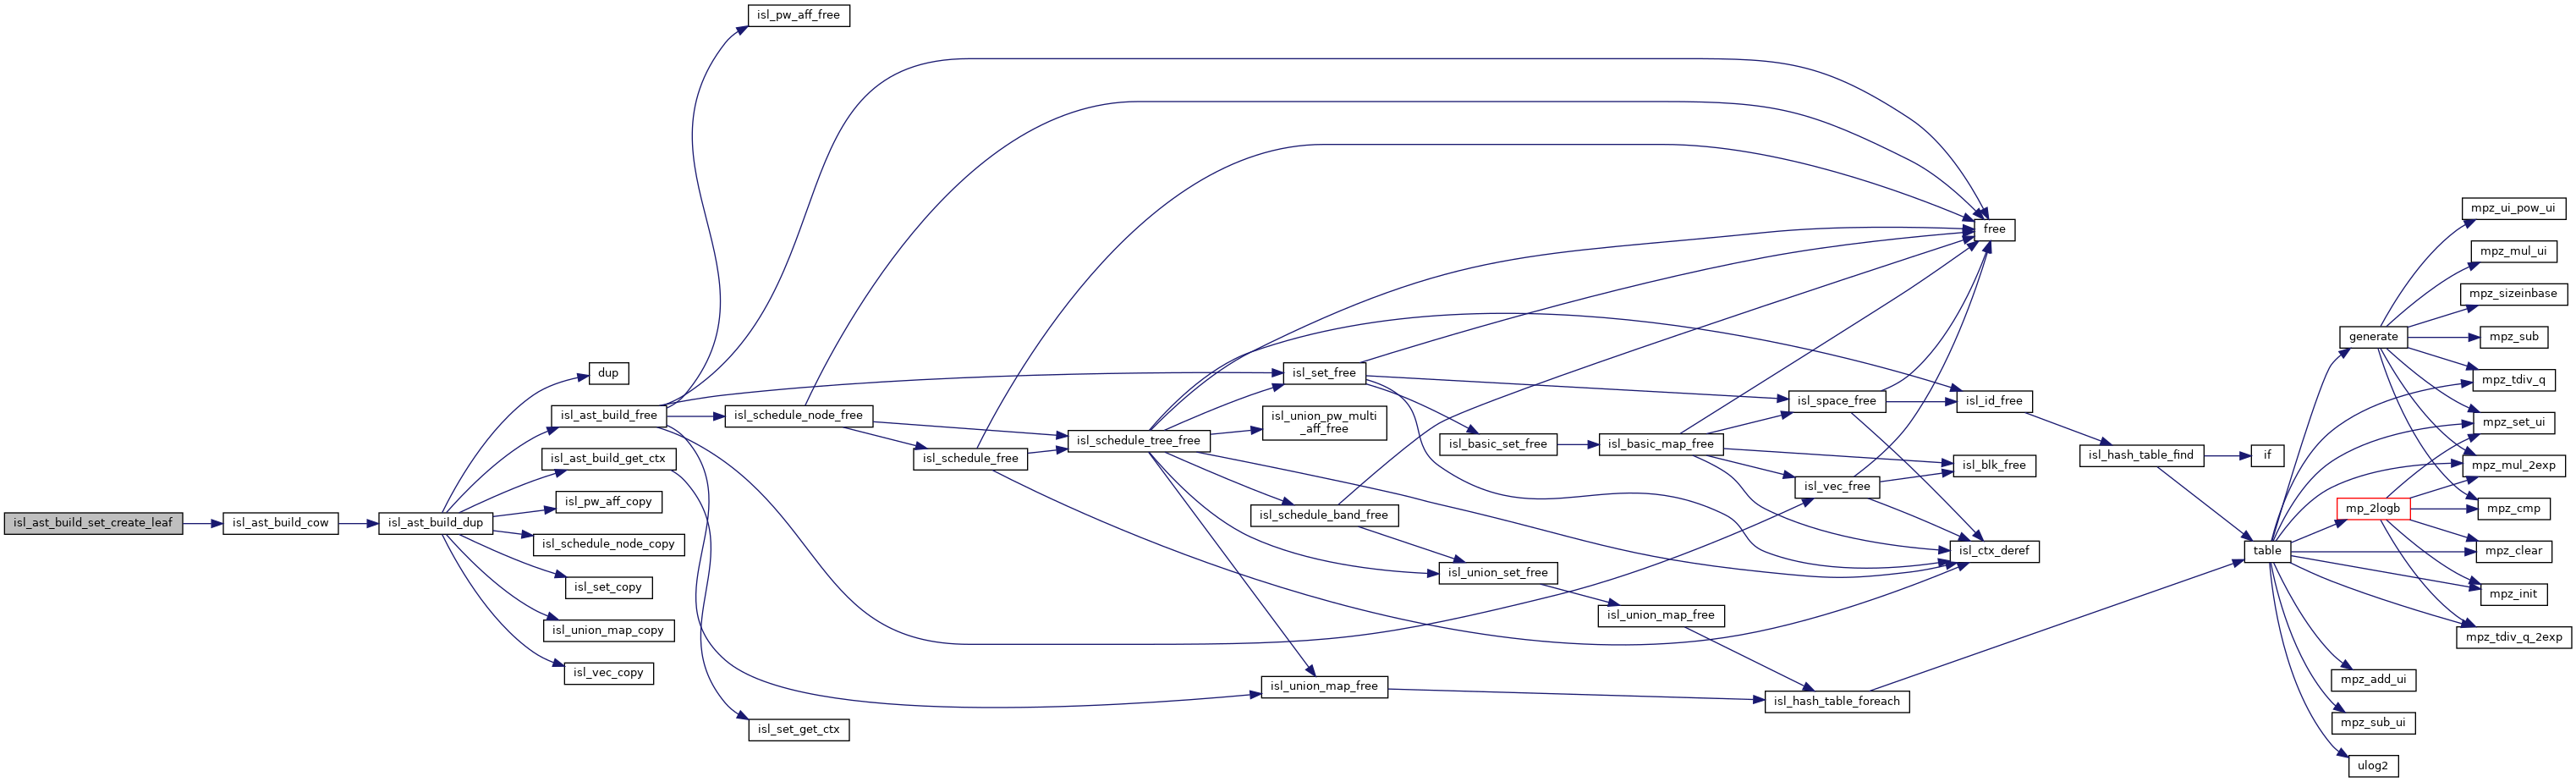 isl_pw_aff_free
free
isl_ast_build_set_create_leaf
isl_ast_build_cow
isl_ast_build_dup
dup
isl_ast_build_free
isl_ast_build_get_ctx
isl_pw_aff_copy
isl_schedule_node_copy
isl_set_copy
isl_union_map_copy
isl_vec_copy
isl_schedule_node_free
isl_set_get_ctx
isl_schedule_free
isl_schedule_tree_free
isl_set_free
isl_union_pw_multi
_aff_free
isl_schedule_band_free
isl_union_map_free
isl_basic_set_free
isl_union_set_free
isl_basic_map_free
isl_union_map_free
isl_space_free
isl_vec_free
isl_hash_table_foreach
isl_id_free
isl_blk_free
isl_ctx_deref
isl_hash_table_find
if
table
generate
mp_2logb
mpz_add_ui
mpz_sub_ui
ulog2
mpz_ui_pow_ui
mpz_mul_ui
mpz_sizeinbase
mpz_sub
mpz_tdiv_q
mpz_set_ui
mpz_mul_2exp
mpz_cmp
mpz_clear
mpz_init
mpz_tdiv_q_2exp